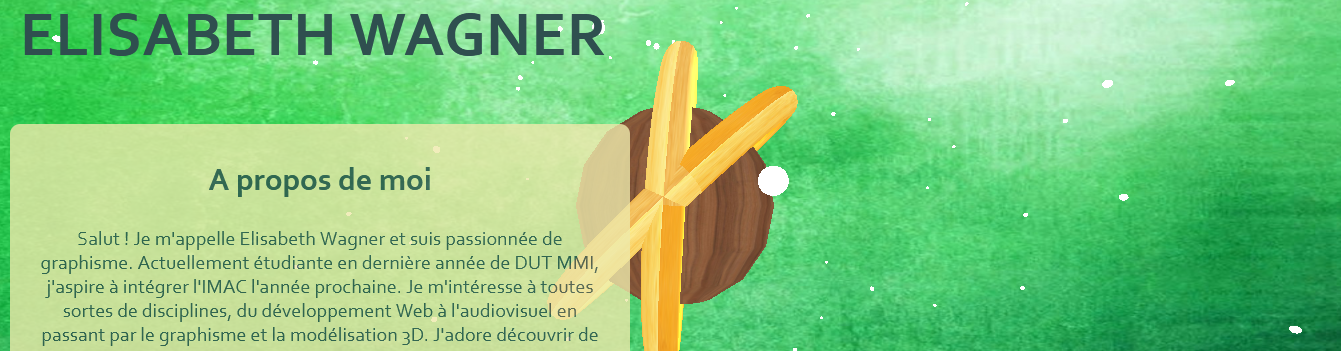 ELISABETH WAGNER
A propos de moi
Salut ! Je m'appelle Elisabeth Wagner et suis passionnée de
graphisme. Actuellement étudiante en dernière année de DUT MMI,
j'aspire à intégrer l'IMAC l'année prochaine. Je m'intéresse à toutes
sortes de disciplines, du développement Web à l'audiovisuel en
passant par le graphisme et la modélisation 3D. J'adore découvrir de